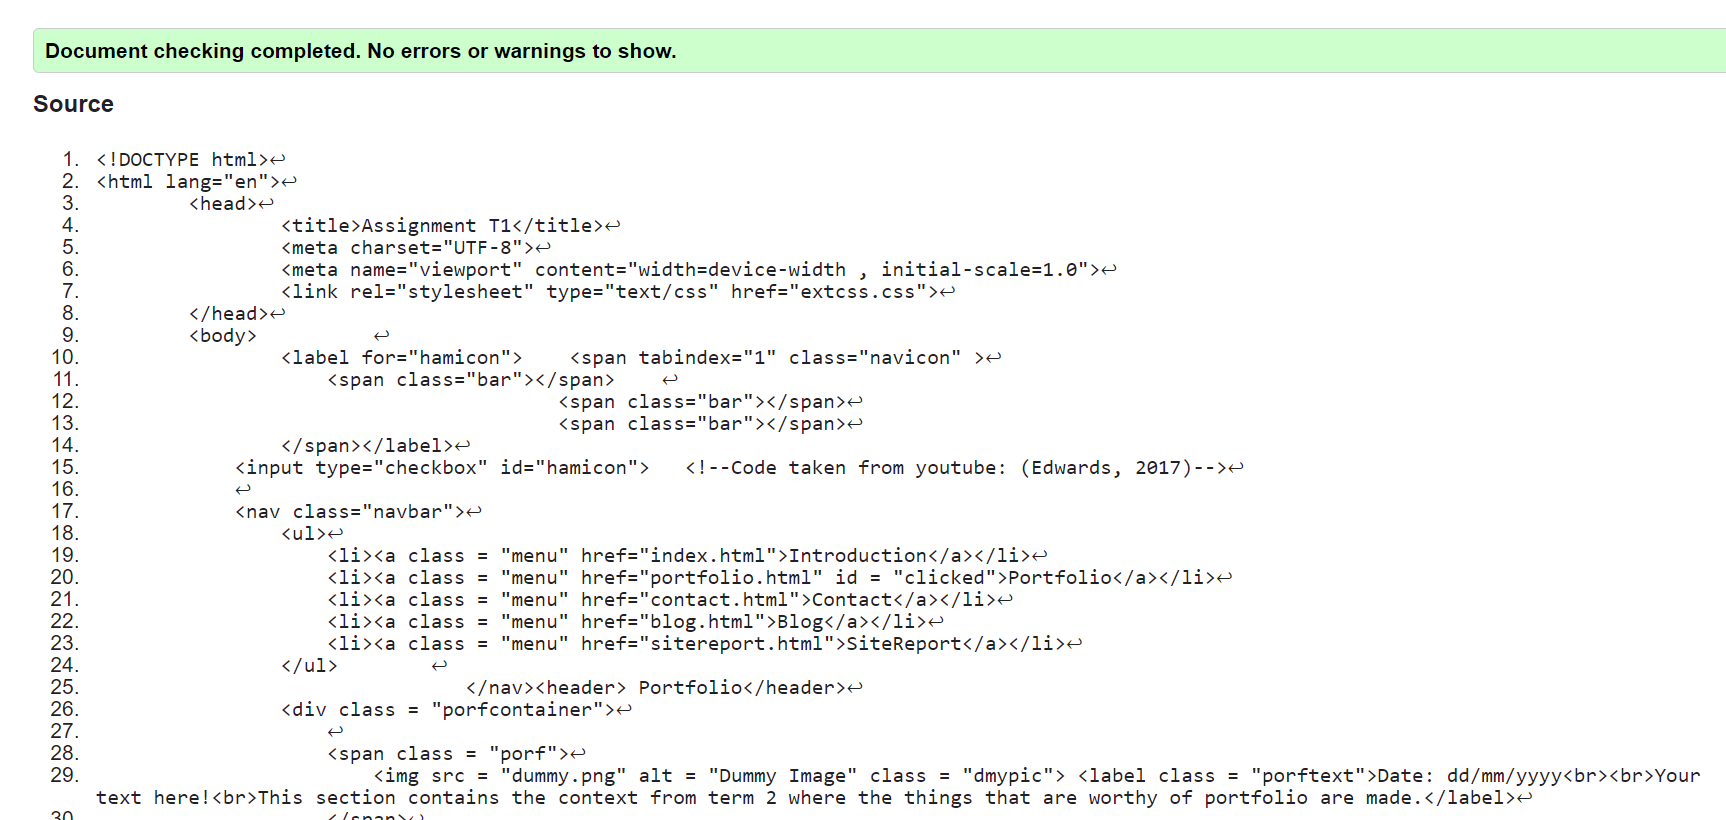 Document checking completed. No errors or warnings to show.
Source
1. <!DOCTYPE html>↩
2. <html lang="en">↩
3. <head>↩
4. <title>Assignment T1</title>↩
5. <meta charset="UTF-8">↩
6. <meta name="viewport" content="width=device-width , initial-scale=1.0">↩
7. <link rel="stylesheet" type="text/css" href="extcss.css">↩
8. </head>↩
9. <body> ↩
10. <label for="hamicon"> <span tabindex="1" class="navicon" >↩
11. <span class="bar"></span> ↩
12. <span class="bar"></span>↩
13. <span class="bar"></span>↩
14. </span></label>↩
15. <input type="checkbox" id="hamicon"> <!--Code taken from youtube: (Edwards, 2017)-->↩
16. ↩
17. <nav class="navbar">↩
18. <ul>↩
19. <li><a class = "menu" href="index.html">Introduction</a></li>↩
20. <li><a class = "menu" href="portfolio.html" id = "clicked">Portfolio</a></li>↩
21. <li><a class = "menu" href="contact.html">Contact</a></li>↩
22. <li><a class = "menu" href="blog.html">Blog</a></li>↩
23. <li><a class = "menu" href="sitereport.html">SiteReport</a></li>↩
24. </ul> ↩
25. </nav><header> Portfolio</header>↩
26. <div class = "porfcontainer">↩
27. ↩
28. <span class = "porf">↩
29. <img src = "dummy.png" alt = "Dummy Image" class = "dmypic"> <label class = "porftext">Date: dd/mm/yyyy<br><br>Your
text here!<br>This section contains the context from term 2 where the things that are worthy of portfolio are made.</label>↩
30. </span>↩